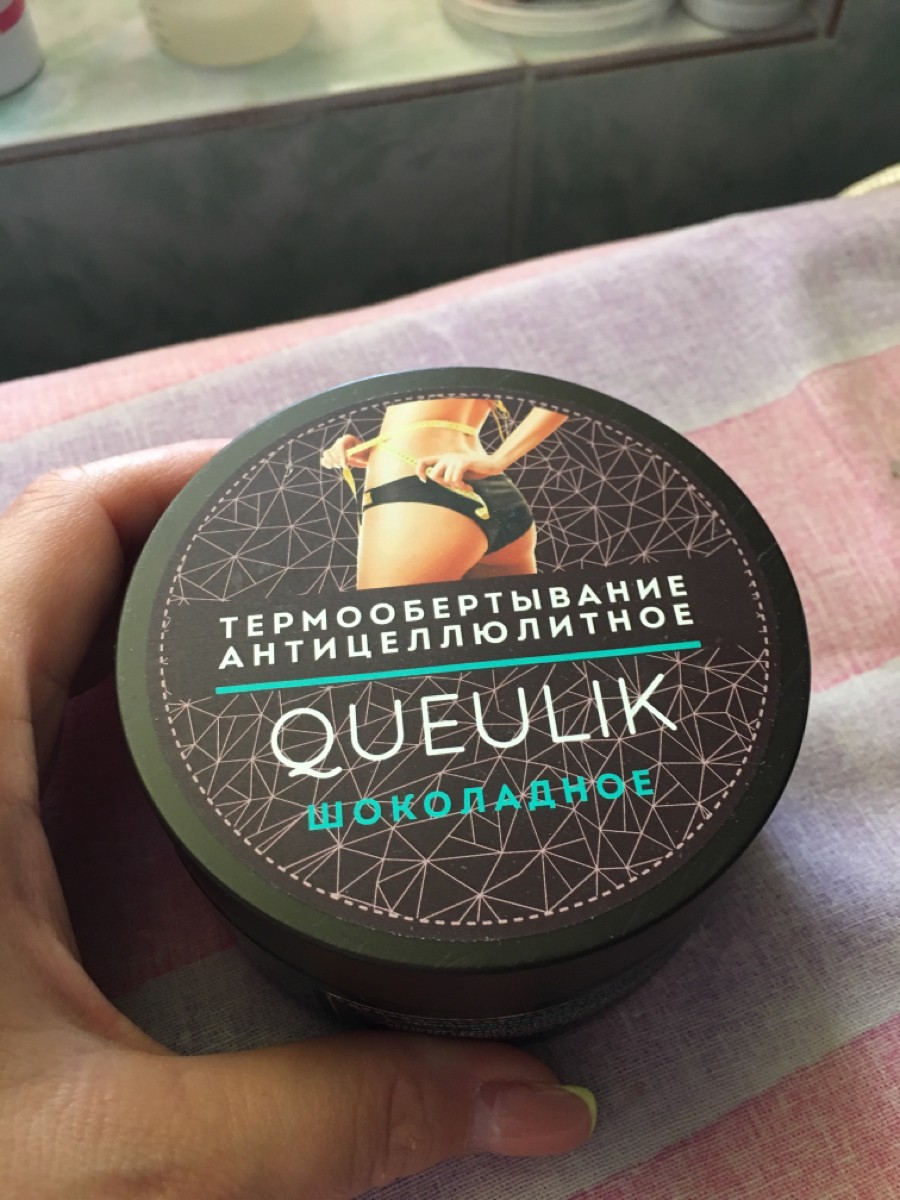 ТЕРМООБЕРТЫВАНИЕ
АНТИЦЕЛЛЮЛИТНОЕ
QUEULIK
ШОКОЛАДНОЕ